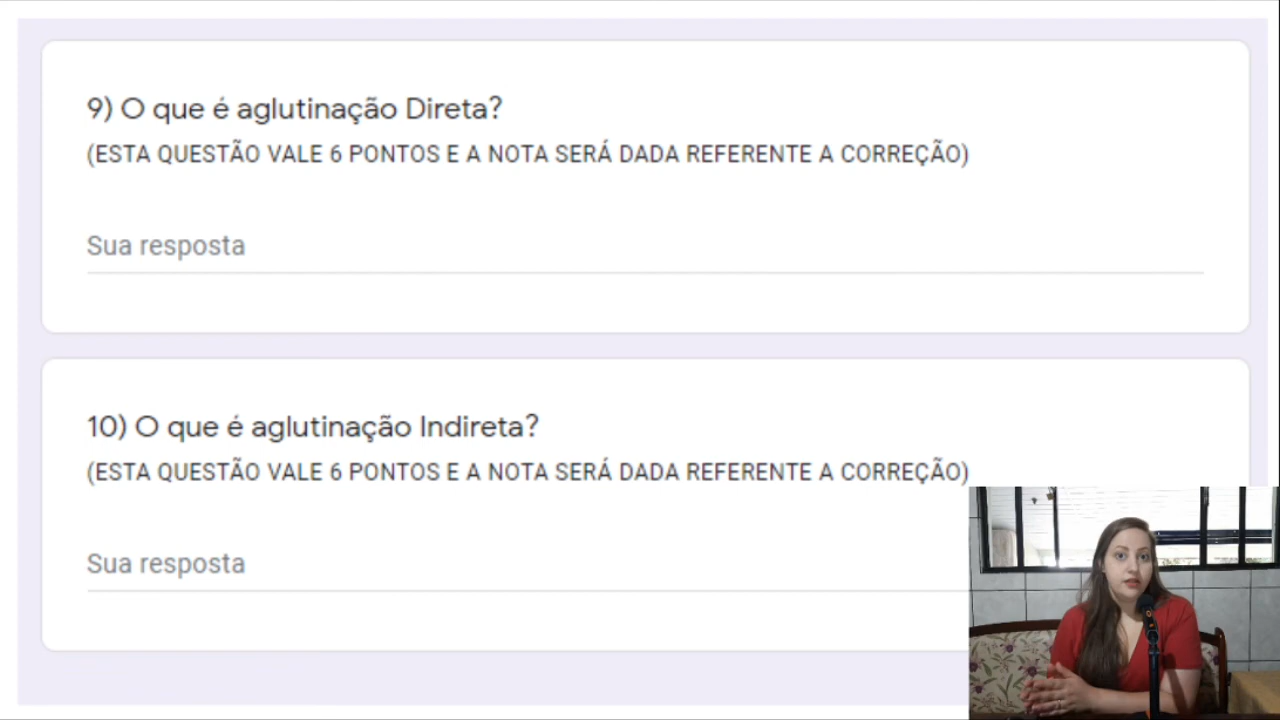 9) O que é aglutinação Direta?
(ESTA QUESTÃO VALE 6 PONTOS E A NOTA SERÁ DADA REFERENTE A CORREÇÃO)
Sua resposta
10) O que é aglutinação Indireta?
(ESTA QUESTÃO VALE 6 PONTOS E A NOTA SERÁ DADA REFERENTE A CORREÇÃO)
Sua resposta